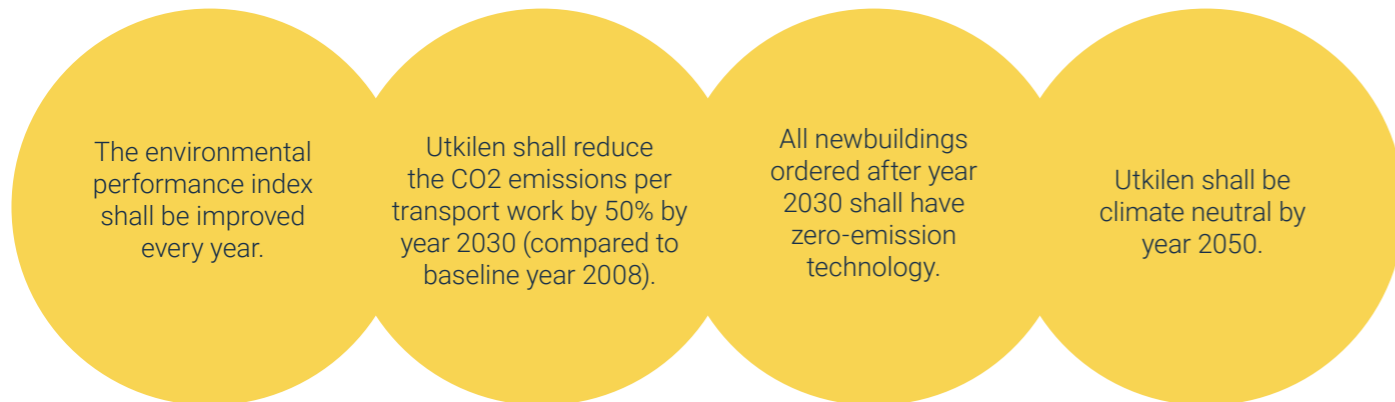 The environmental
performance index
shall be improved
every year.
Utkilen shall reduce
the CO2 emissions per
transport work by 50% by
year 2030 (compared to
baseline year 2008).
All newbuildings
ordered after year
2030 shall have
zero-emission
technology.
Utkilen shall be
climate neutral by
year 2050.